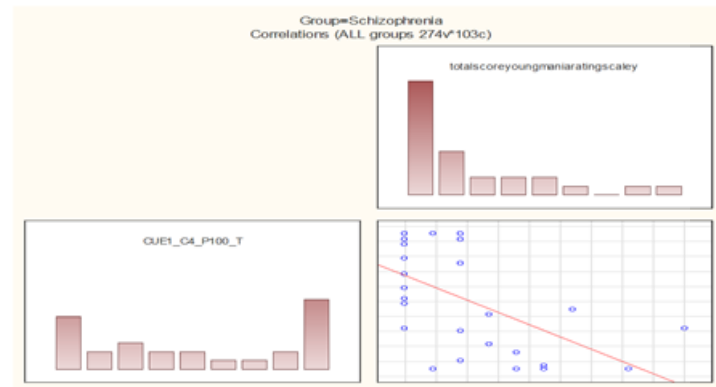 Group=Schizophrenia
Correlations (ALL groups 274v*103c)
totalscoreyoungmaniaratingscaley
CUE1_C4_P100_T